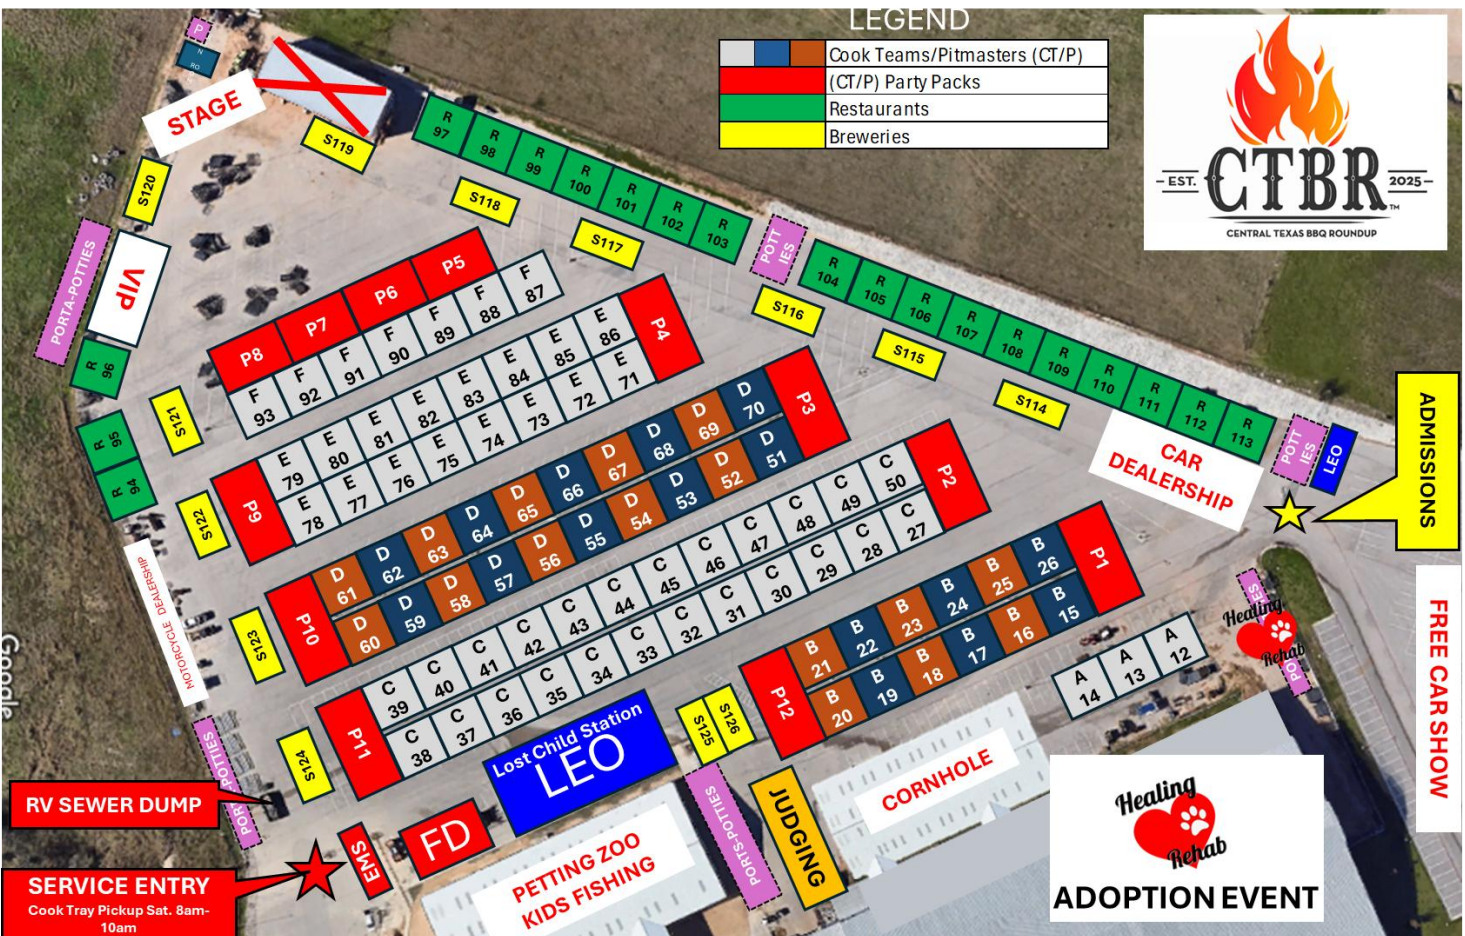 LEGEND
Cook Teams/Pitmasters (CT/P)
(CT/P) Party Packs
Restaurants
Breweries
EST. CTBR 2025
TM
CENTRAL TEXAS BBQ ROUNDUP
P
N
RO
STAGE
S119
S120
S118
S117
R 97
R 98
R 99
R 100
R 101
R 102
R 103
POTT
IES
R 104
R 105
R 106
R 107
R 108
R 109
R 110
R 111
R 112
R 113
POTT
IES
LEO
S116
S115
S114
CAR
DEALERSHIP
ADMISSIONS
FREE CAR SHOW
PORTA-POTTIES
VIP
R 96
R 95
R 94
S121
S122
S123
S124
MOTORCYCLE DEALERSHIP
P8
P7
P6
P5
F 93
F 92
F 91
F 90
F 89
F 88
F 87
P9
E 79
E 80
E 81
E 82
E 83
E 84
E 85
E 86
P4
E 78
E 77
E 76
E 75
E 74
E 73
E 72
E 71
P10
D 61
D 62
D 63
D 64
D 65
D 66
D 67
D 68
D 69
D 70
P3
D 60
D 59
D 58
D 57
D 56
D 55
D 54
D 53
D 52
D 51
P11
C 39
C 40
C 41
C 42
C 43
C 44
C 45
C 46
C 47
C 48
C 49
C 50
P2
C 38
C 37
C 36
C 35
C 34
C 33
C 32
C 31
C 30
C 29
C 28
C 27
P12
B 21
B 22
B 23
B 24
B 25
B 26
P1
B 20
B 19
B 18
B 17
B 16
B 15
A 14
A 13
A 12
Healing
Rehab
S125
S126
Lost Child Station
LEO
FD
EMS
RV SEWER DUMP
SERVICE ENTRY
Cook Tray Pickup Sat. 8am-
10am
PETTING ZOO
KIDS FISHING
PORTS-POTTIES
JUDGING
CORNHOLE
Healing
Rehab
ADOPTION EVENT
Google